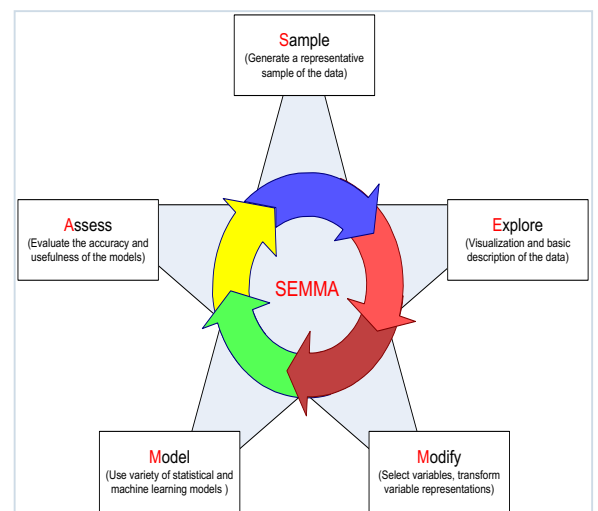 Sample
(Generate a representative
sample of the data)
Assess
(Evaluate the accuracy and
usefulness of the models)
Explore
(Visualization and basic
description of the data)
SEMMA
Model
(Use variety of statistical and
machine learning models )
Modify
(Select variables, transform
variable representations)